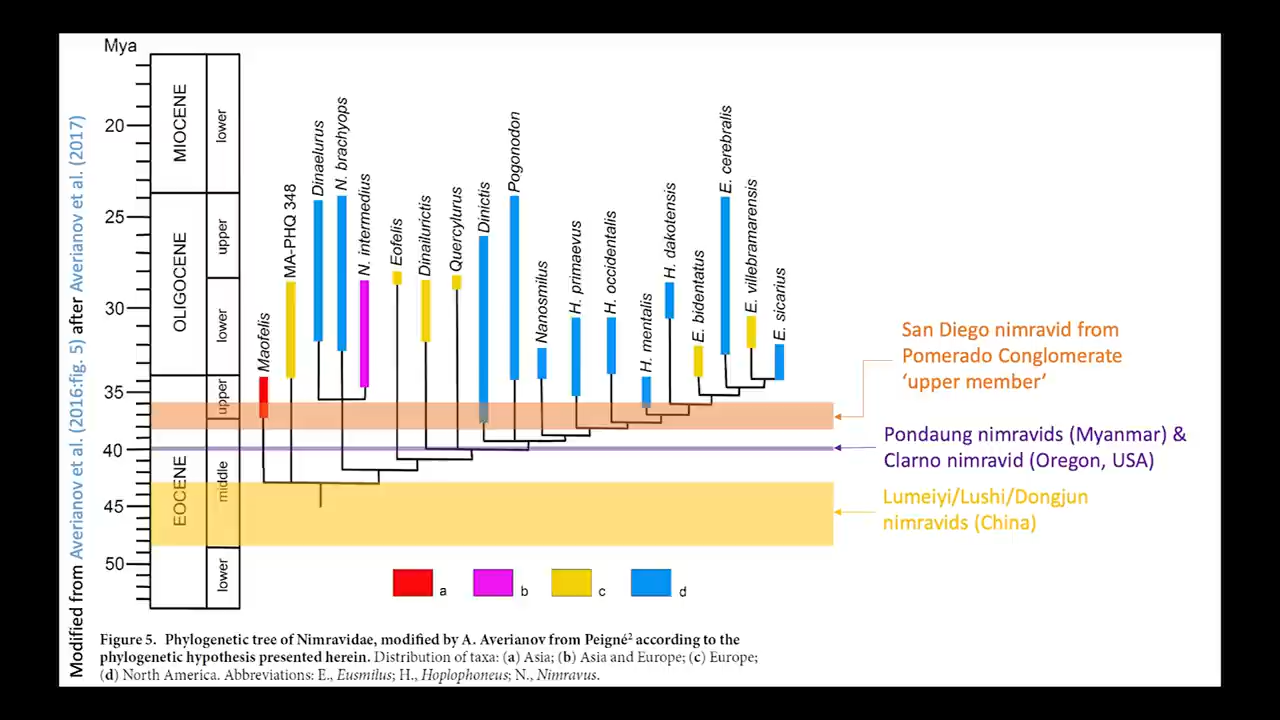 Mya
20
25
30
35
40
45
50
MIOCENE
lower
OLIGOCENE
upper
lower
EOCENE
upper
middle
lower
Modified from Averianov et al. (2016:fig. 5) after Averianov et al. (2017)
Maofelis
MA-PHQ 348
Dinaelurus
N. brachyops
N. intermedius
Eofelis
Dinailurictis
Quercylurus
Dinictis
Pogonodon
Nanosmilus
H. primaevus
H. occidentalis
H. mentalis
H. dakotensis
E. bidentatus
E. cerebralis
E. villebramarensis
E. sicarius
San Diego nimravid from
Pomerado Conglomerate
‘upper member’
Pondaung nimravids (Myanmar) &
Clarno nimravid (Oregon, USA)
Lumeiyi/Lushi/Dongjun
nimravids (China)
a
b
c
d
Figure 5. Phylogenetic tree of Nimravidae, modified by A. Averianov from Peigné² according to the
phylogenetic hypothesis presented herein. Distribution of taxa: (a) Asia; (b) Asia and Europe; (c) Europe;
(d) North America. Abbreviations: E., Eusmilus; H., Hoplophoneus; N., Nimravus.